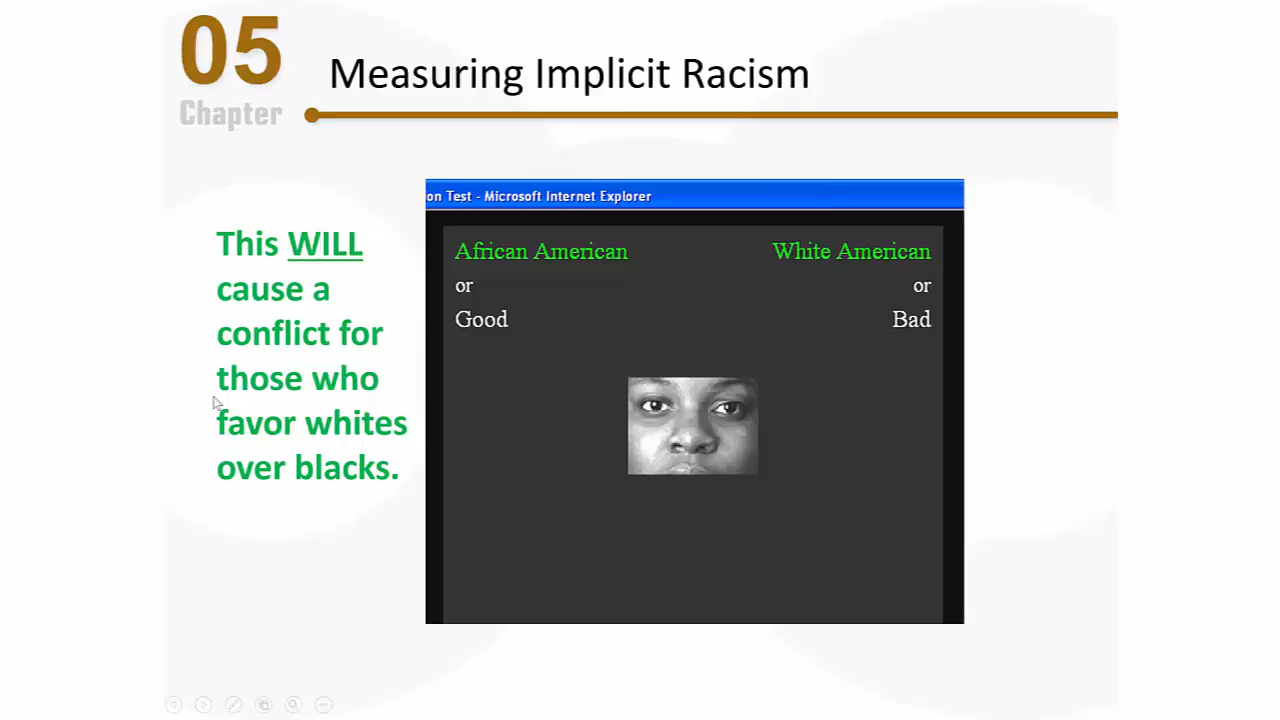 05
Chapter
Measuring Implicit Racism
This WILL
cause a
conflict for
those who
favor whites
over blacks.
on Test - Microsoft Internet Explorer
African American
White American
or
or
Good
Bad